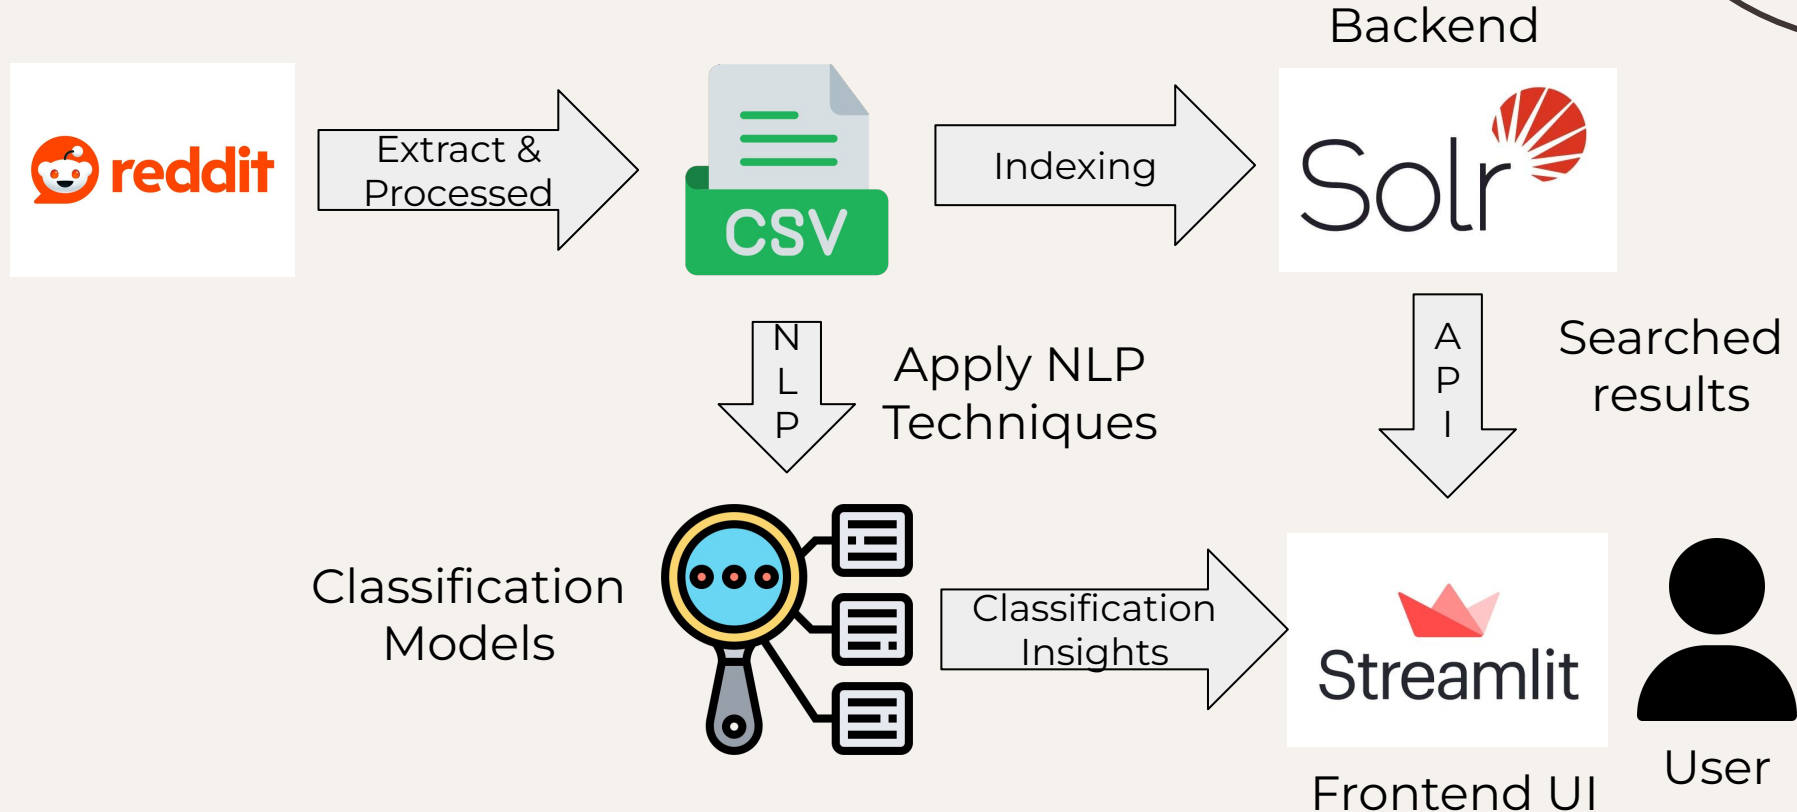 Backend
reddit
Extract &
Processed
CSV
Indexing
Solr
N
L
P
Apply NLP
Techniques
A
P
I
Searched
results
Classification
Models
Classification
Insights
Streamlit
Frontend UI
User